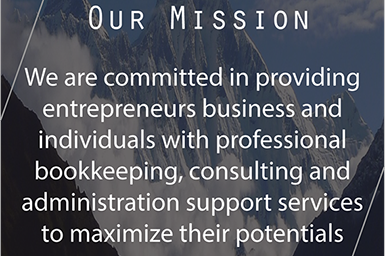 Our Mission
We are committed in providing
entrepreneurs business and
individuals with professional
bookkeeping, consulting and
administration support services
to maximize their potentials